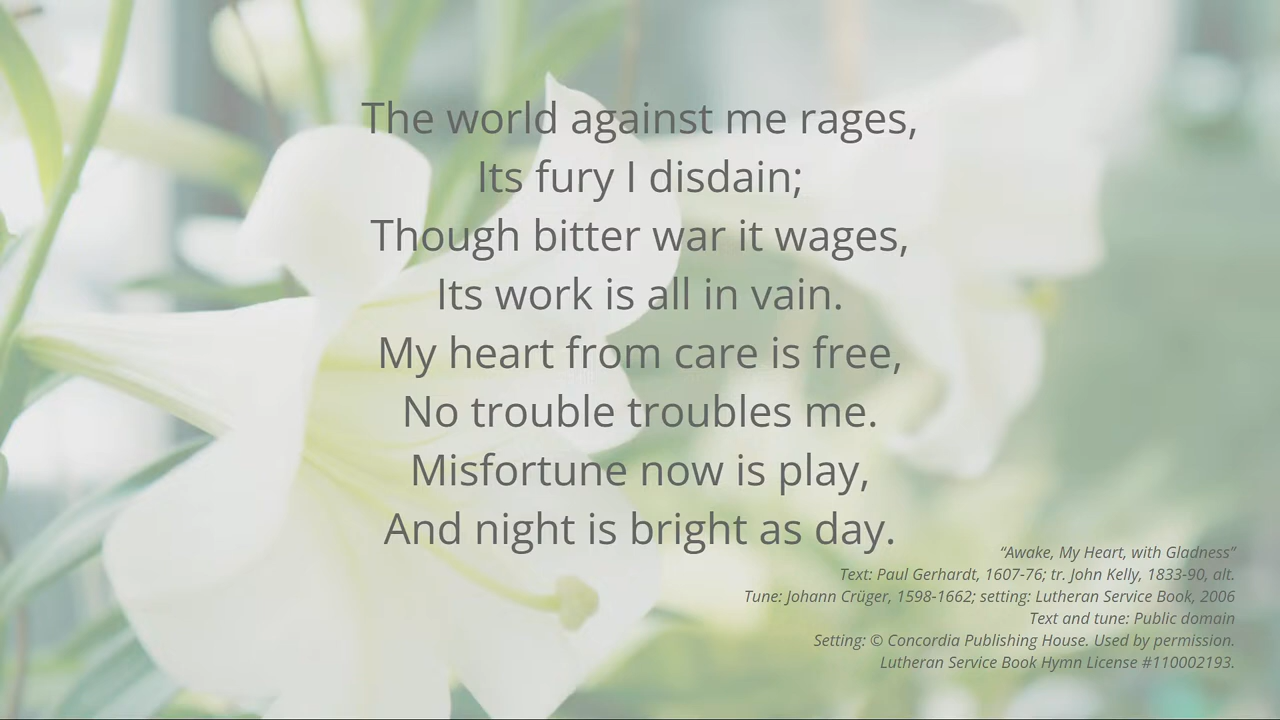 The world against me rages,
Its fury I disdain;
Though bitter war it wages,
Its work is all in vain.
My heart from care is free,
No trouble troubles me.
Misfortune now is play,
And night is bright as day.
“Awake, My Heart, with Gladness”
Text: Paul Gerhardt, 1607-76; tr. John Kelly, 1833-90, alt.
Tune: Johann Crüger, 1598-1662; setting: Lutheran Service Book, 2006
Text and tune: Public domain
Setting: © Concordia Publishing House. Used by permission.
Lutheran Service Book Hymn License #110002193.